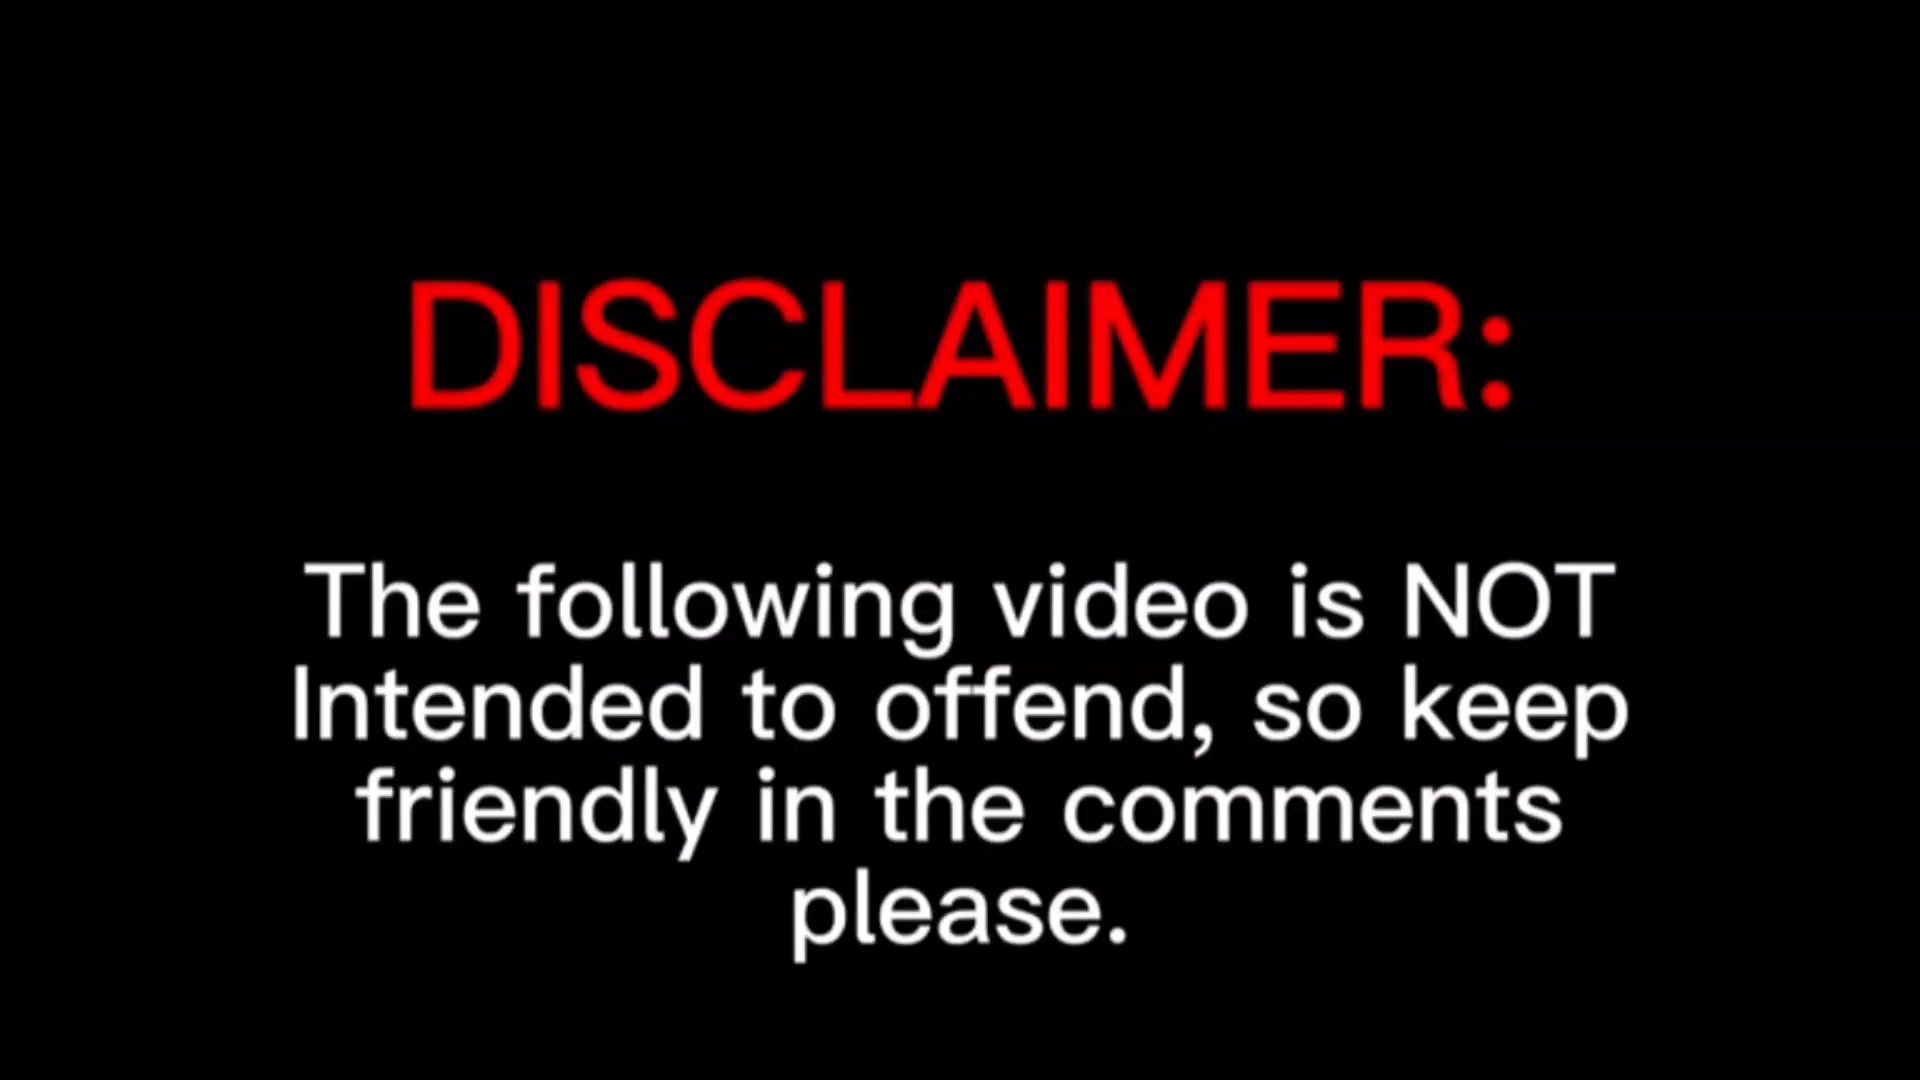 DISCLAIMER:
The following video is NOT
Intended to offend, so keep
friendly in the comments
please.